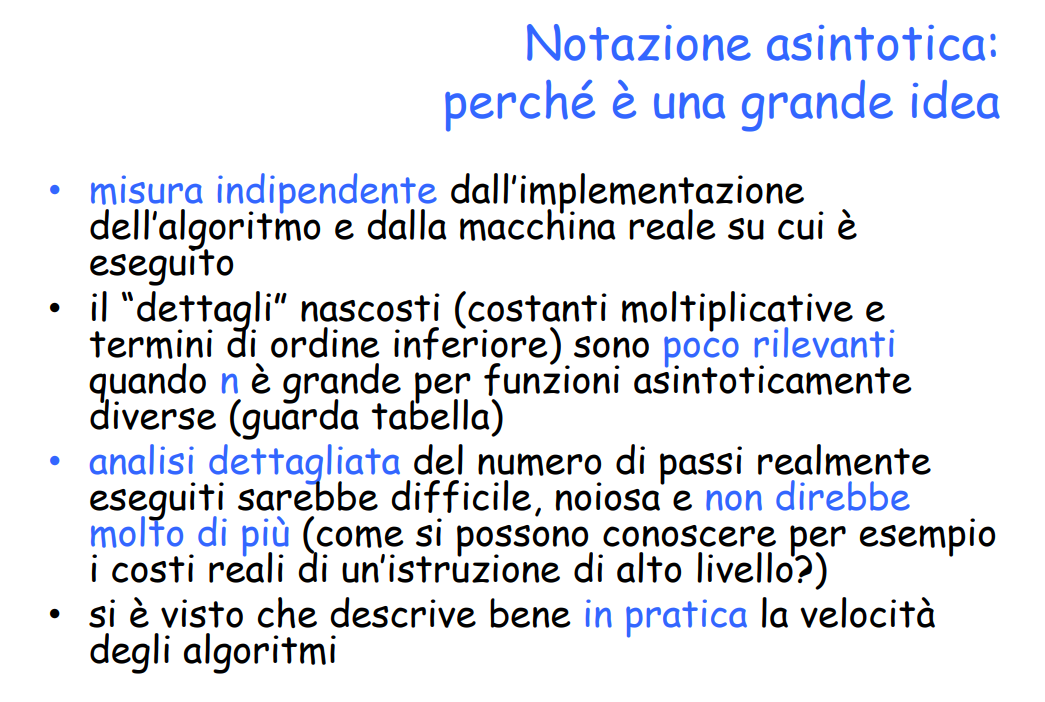 Notazione asintotica:
perché è una grande idea
• misura indipendente dall’implementazione
dell’algoritmo e dalla macchina reale su cui è
eseguito
• il “dettagli” nascosti (costanti moltiplicative e
termini di ordine inferiore) sono poco rilevanti
quando n è grande per funzioni asintoticamente
diverse (guarda tabella)
• analisi dettagliata del numero di passi realmente
eseguiti sarebbe difficile, noiosa e non direbbe
molto di più (come si possono conoscere per esempio
i costi reali di un’istruzione di alto livello?)
• si è visto che descrive bene in pratica la velocità
degli algoritmi